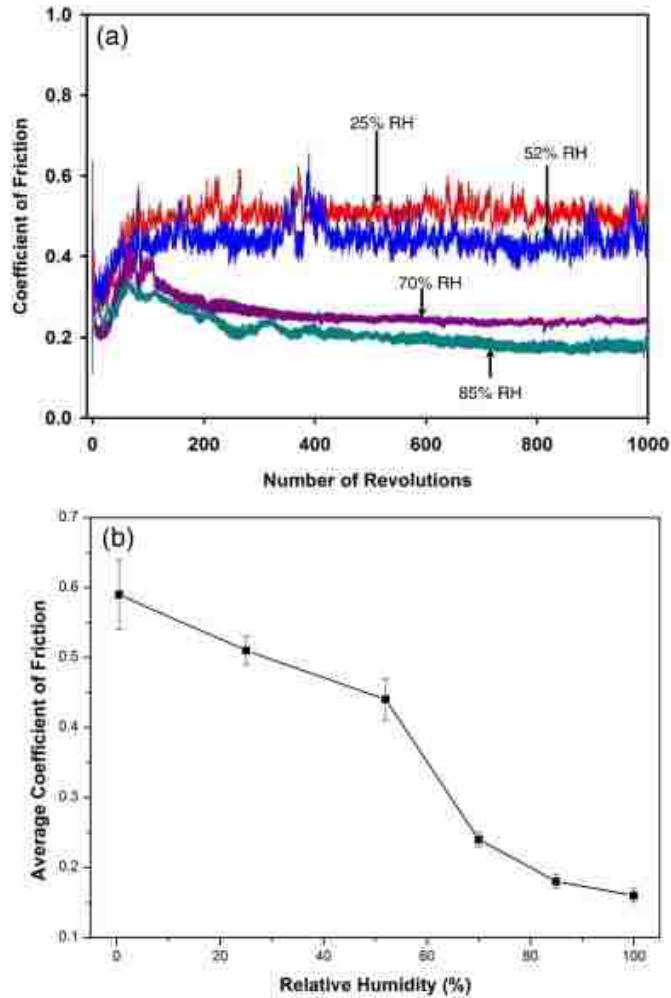 (a)
1.0
0.8
0.6
0.4
0.2
0.0
Coefficient of Friction
25% RH
52% RH
70% RH
85% RH
0 200 400 600 800 1000
Number of Revolutions
(b)
0.7
0.6
0.5
0.4
0.3
0.2
0.1
Average Coefficient of Friction
0 20 40 60 80 100
Relative Humidity (%)